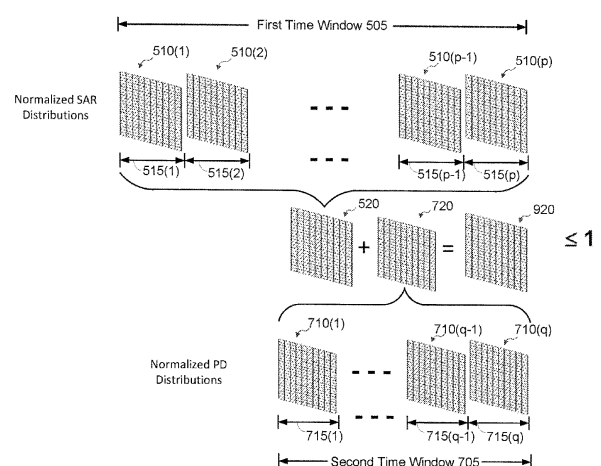 First Time Window 505
510(1)
510(2)
510(p-1)
510(p)
Normalized SAR
Distributions
515(1)
515(2)
515(p-1)
515(p)
520
720
920
+
=
≤ 1
710(1)
710(q-1)
710(q)
Normalized PD
Distributions
715(1)
715(q-1)
715(q)
Second Time Window 705